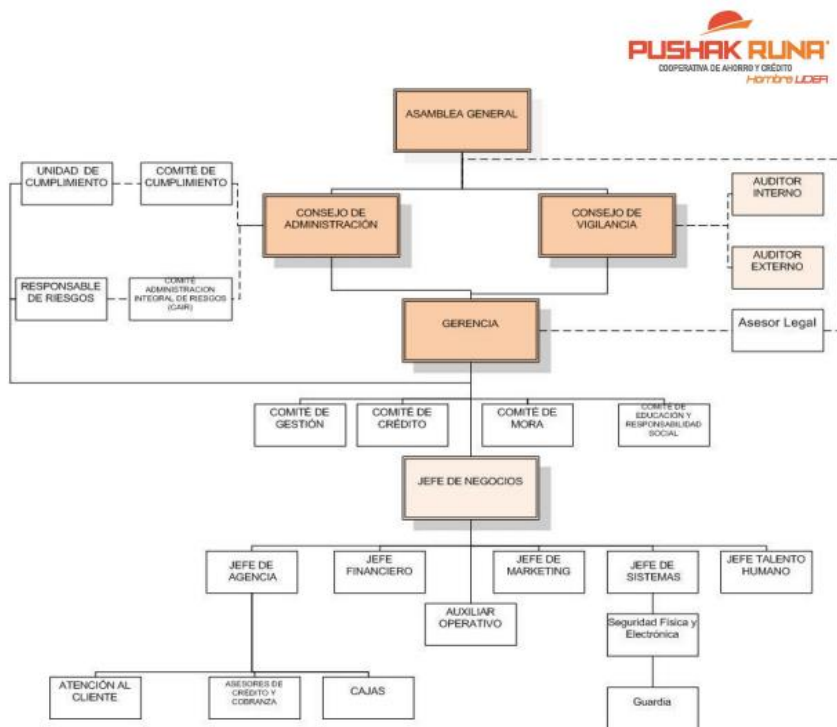 PUSHAK RUNA
COOPERATIVA DE AHORRO Y CRÉDITO
Hombre LIDER
ASAMBLEA GENERAL
UNIDAD DE
CUMPLIMIENTO
COMITÉ DE
CUMPLIMIENTO
CONSEJO DE
ADMINISTRACIÓN
CONSEJO DE
VIGILANCIA
AUDITOR
INTERNO
AUDITOR
EXTERNO
RESPONSABLE
DE RIESGOS
COMITÉ
ADMINISTRACION
INTEGRAL DE RIESGOS
(CAIR)
GERENCIA
Asesor Legal
COMITÉ DE
GESTIÓN
COMITÉ DE
CRÉDITO
COMITÉ DE
MORA
COMITÉ DE
EDUCACIÓN Y
RESPONSABILIDAD
SOCIAL
JEFE DE NEGOCIOS
JEFE DE
AGENCIA
JEFE
FINANCIERO
JEFE DE
MARKETING
JEFE DE
SISTEMAS
JEFE TALENTO
HUMANO
AUXILIAR
OPERATIVO
Seguridad Física y
Electrónica
ATENCIÓN AL
CLIENTE
ASESORES DE
CRÉDITO Y
COBRANZA
CAJAS
Guardia